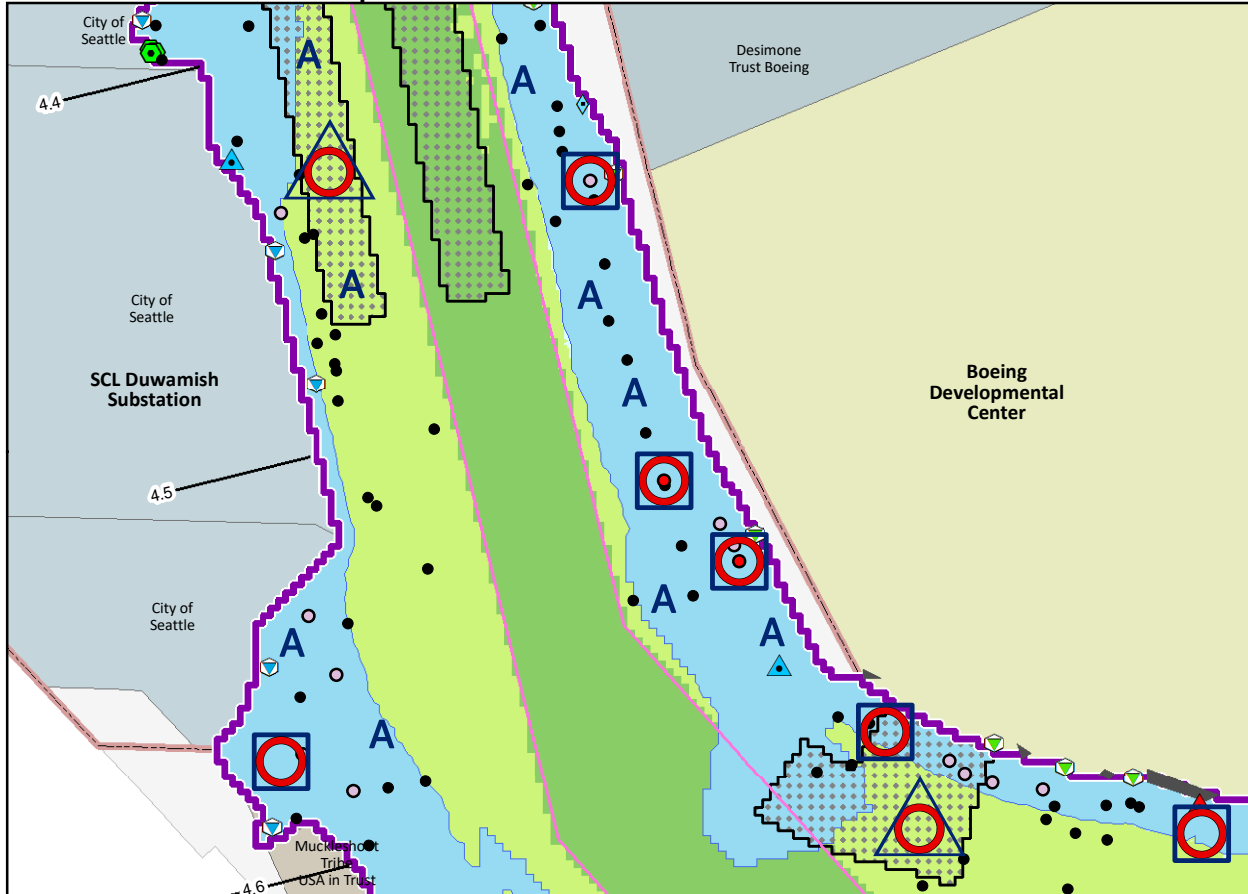 City of
Seattle
A
A
Desimone
Trust Boeing
4.4
A
City of
Seattle
A
SCL Duwamish
Substation
Boeing
Developmental
Center
A
4.5
City of
Seattle
A
A
A
A
Muckleshoot
Tribe
USA in Trust
4.6